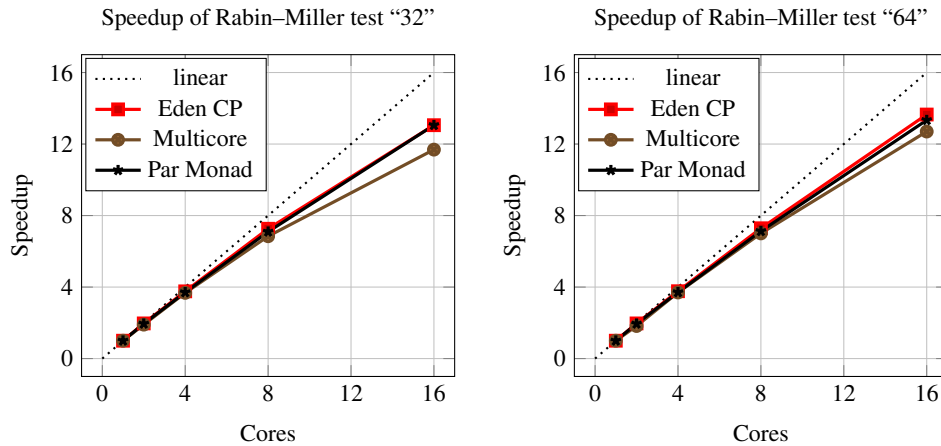 Speedup of Rabin–Miller test “32”
16
12
8
4
0
Speedup
linear
Eden CP
Multicore
Par Monad
0 4 8 12 16
Cores
Speedup of Rabin–Miller test “64”
16
12
8
4
0
Speedup
linear
Eden CP
Multicore
Par Monad
0 4 8 12 16
Cores